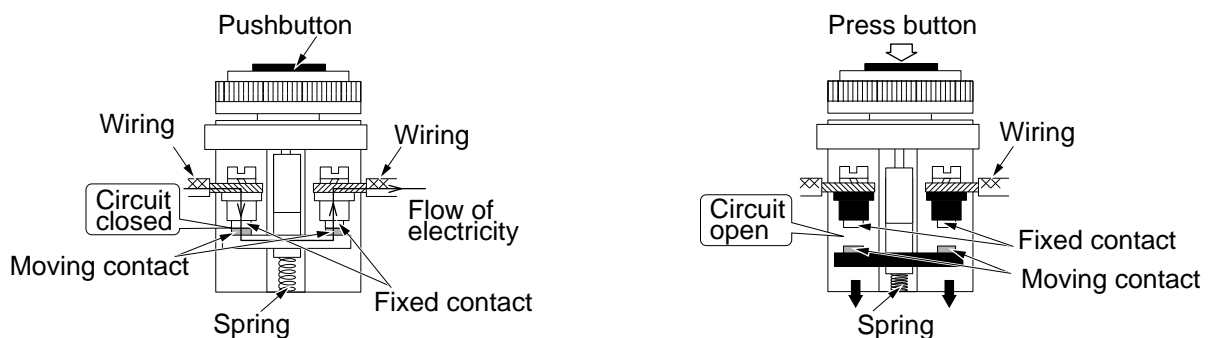 Pushbutton
Wiring
Wiring
Circuit
closed
Flow of
electricity
Moving contact
Fixed contact
Spring
Press button
Wiring
Circuit
open
Fixed contact
Moving contact
Spring